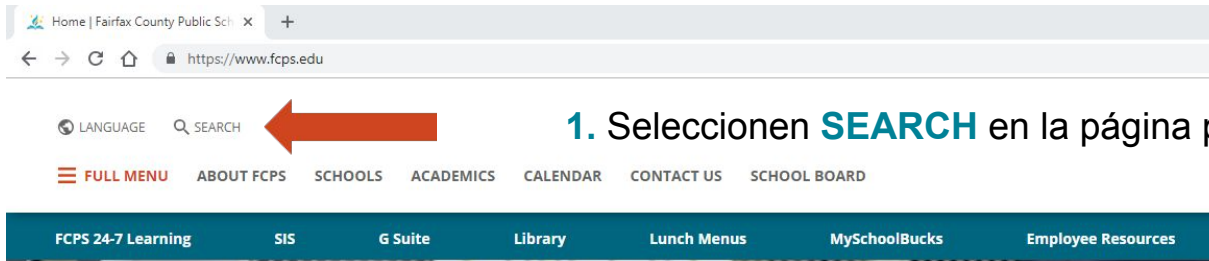 Home | Fairfax County Public Sch
https://www.fcps.edu
LANGUAGE SEARCH
1. Seleccionen SEARCH en la página
FULL MENU ABOUT FCPS SCHOOLS ACADEMICS CALENDAR CONTACT US SCHOOL BOARD
FCPS 24-7 Learning SIS G Suite Library Lunch Menus MySchoolBucks Employee Resources